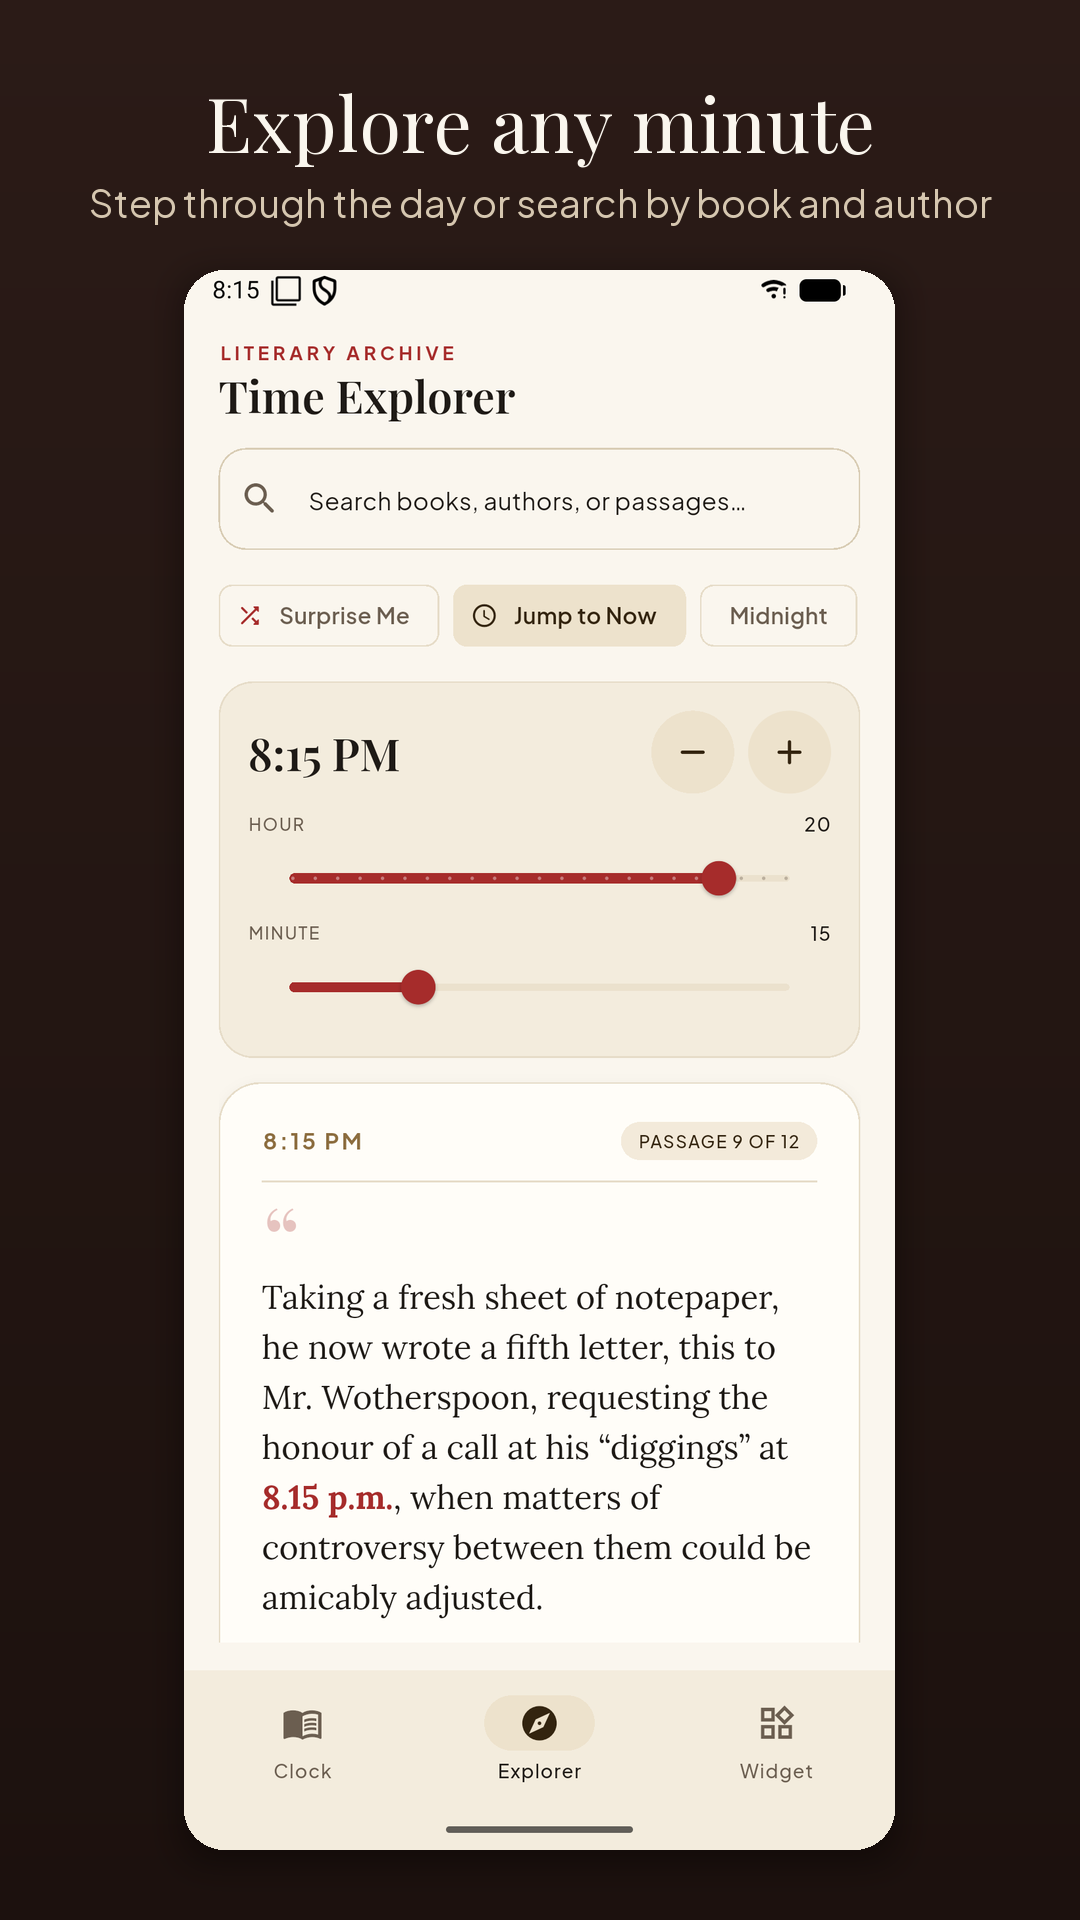 Explore any minute
Step through the day or search by book and author
8:15
LITERARY ARCHIVE
Time Explorer
Search books, authors, or passages…
Surprise Me
Jump to Now
Midnight
8:15 PM
HOUR
20
MINUTE
15
8:15 PM
PASSAGE 9 OF 12
“
Taking a fresh sheet of notepaper,
he now wrote a fifth letter, this to
Mr. Wotherspoon, requesting the
honour of a call at his “diggings” at
8.15 p.m., when matters of
controversy between them could be
amicably adjusted.
Clock
Explorer
Widget